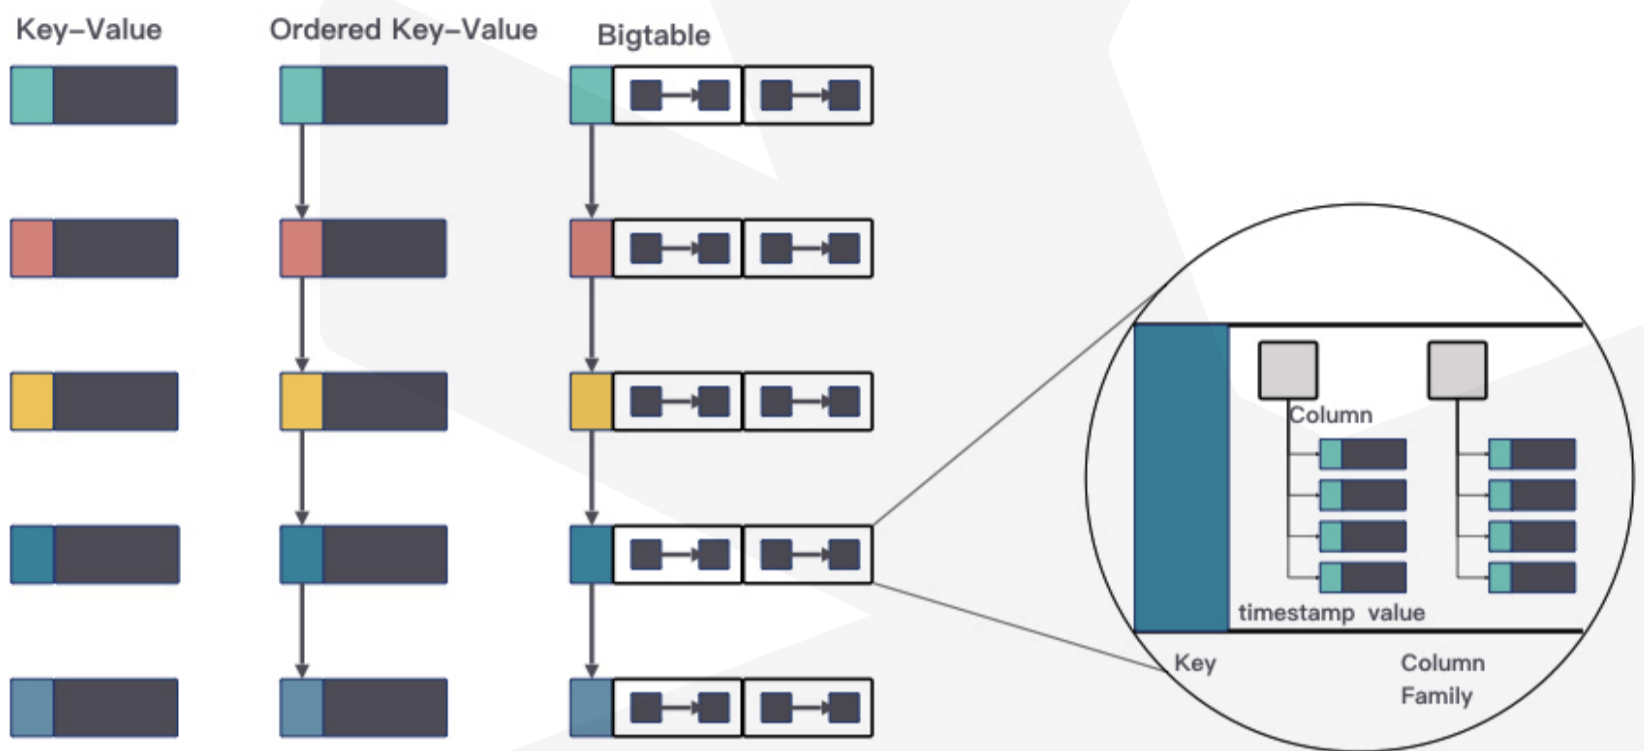 Key–Value
Ordered Key–Value
Bigtable
Column
timestamp value
Key
Column
Family